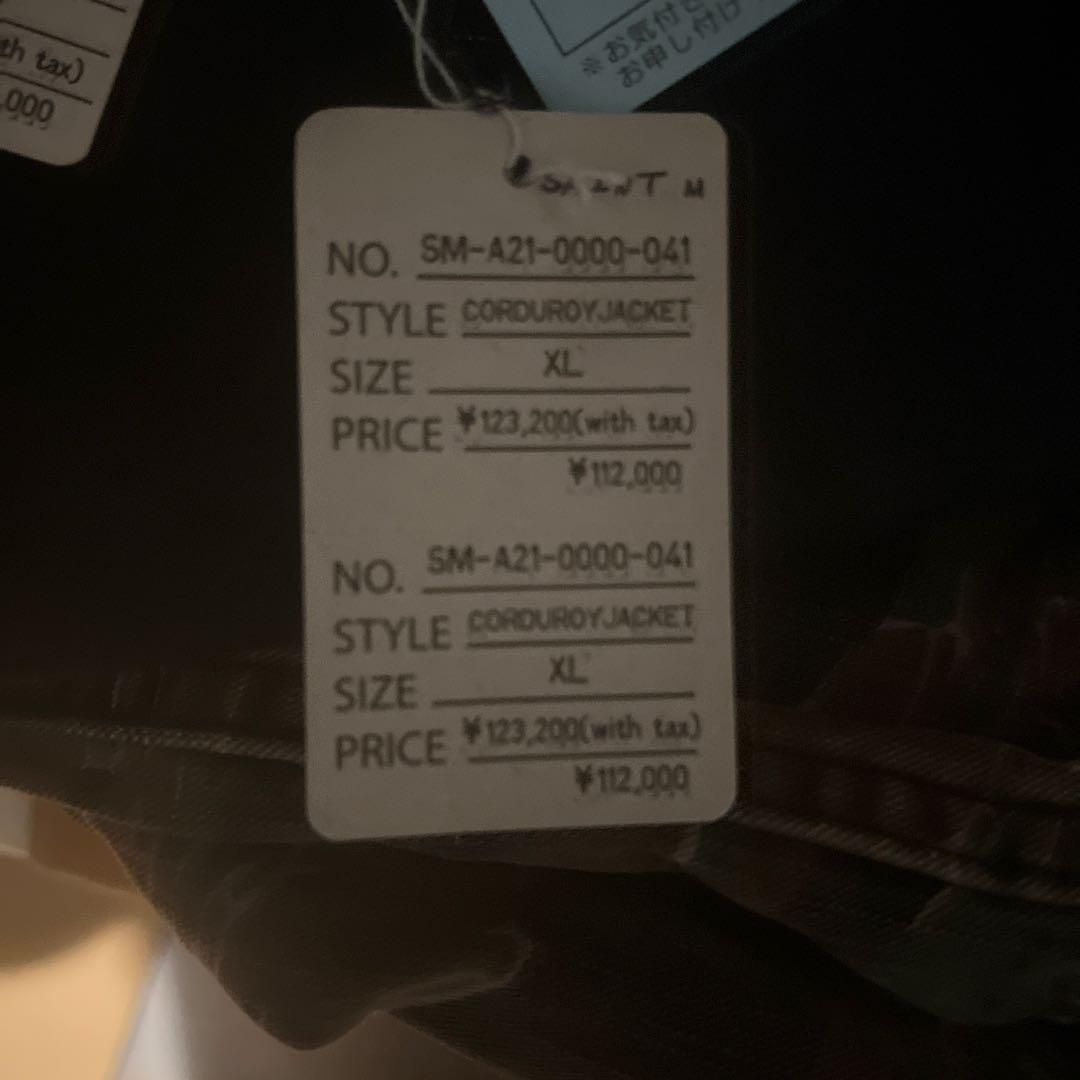 th tax)
,000
※お気付き
お申し付け
SAINT M
NO. SM-A21-0000-041
STYLE CORDUROYJACKET
SIZE XL
PRICE ¥123,200(with tax)
¥112,000
NO. SM-A21-0000-041
STYLE CORDUROYJACKET
SIZE XL
PRICE ¥123,200(with tax)
¥112,000